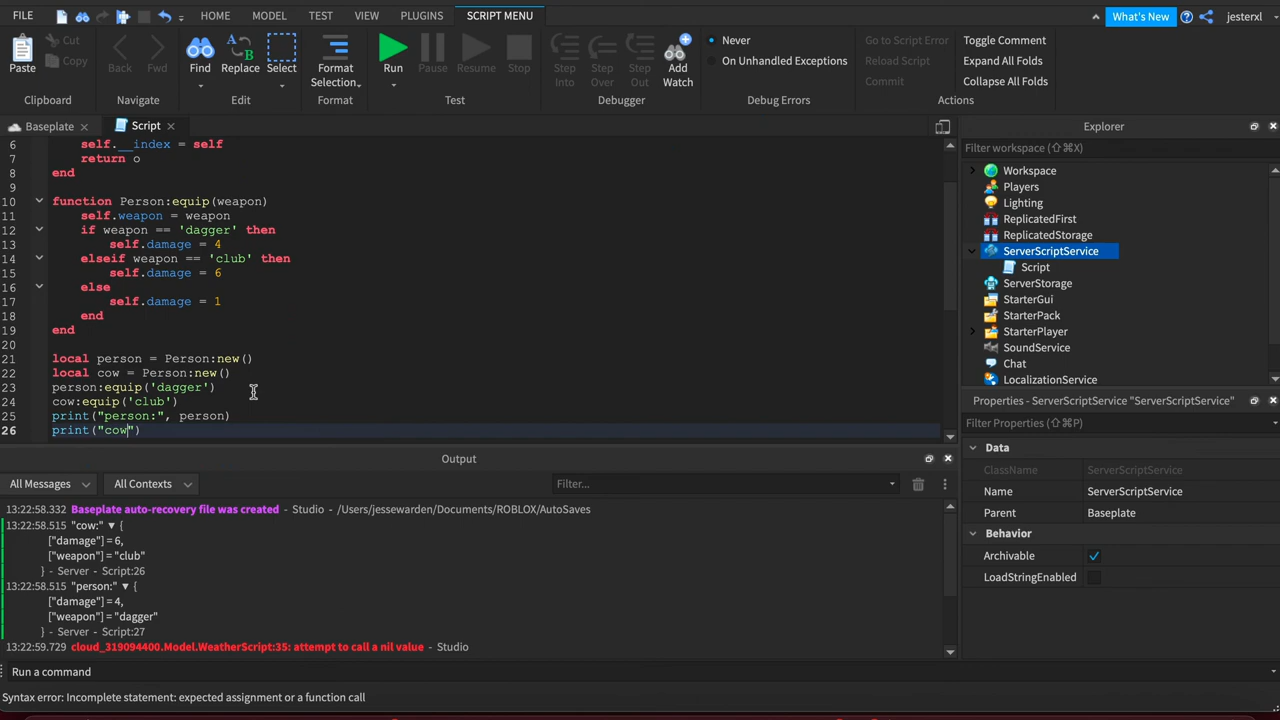 FILE HOME MODEL TEST VIEW PLUGINS SCRIPT MENU What's New jesterxl
Paste Cut Copy
Back Fwd
Find Replace Select
Format Selection
Run Pause Resume Stop
Step Into Step Over Step Out Add Watch
Never
On Unhandled Exceptions
Go to Script Error
Reload Script
Commit
Toggle Comment
Expand All Folds
Collapse All Folds
Clipboard Navigate Edit Format Test Debugger Debug Errors Actions
Baseplate Script
6 self.__index = self
7 return o
8 end
9
10 function Person:equip(weapon)
11 self.weapon = weapon
12 if weapon == 'dagger' then
13 self.damage = 4
14 elseif weapon == 'club' then
15 self.damage = 6
16 else
17 self.damage = 1
18 end
19 end
20
21 local person = Person:new()
22 local cow = Person:new()
23 person:equip('dagger')
24 cow:equip('club')
25 print("person:", person)
26 print("cow")
Output
All Messages All Contexts Filter...
13:22:58.332 Baseplate auto-recovery file was created - Studio - /Users/jessewarden/Documents/ROBLOX/AutoSaves
13:22:58.515 "cow:" ▼ {
["damage"] = 6,
["weapon"] = "club"
} - Server - Script:26
13:22:58.515 "person:" ▼ {
["damage"] = 4,
["weapon"] = "dagger"
} - Server - Script:27
13:22:59.729 cloud_319094400.Model.WeatherScript:35: attempt to call a nil value - Studio
Run a command
Syntax error: Incomplete statement: expected assignment or a function call
Explorer
Filter workspace (⇧⌘X)
Workspace
Players
Lighting
ReplicatedFirst
ReplicatedStorage
ServerScriptService
Script
ServerStorage
StarterGui
StarterPack
StarterPlayer
SoundService
Chat
LocalizationService
Properties - ServerScriptService "ServerScriptService"
Filter Properties (⇧⌘P)
Data
ClassName ServerScriptService
Name ServerScriptService
Parent Baseplate
Behavior
Archivable
LoadStringEnabled